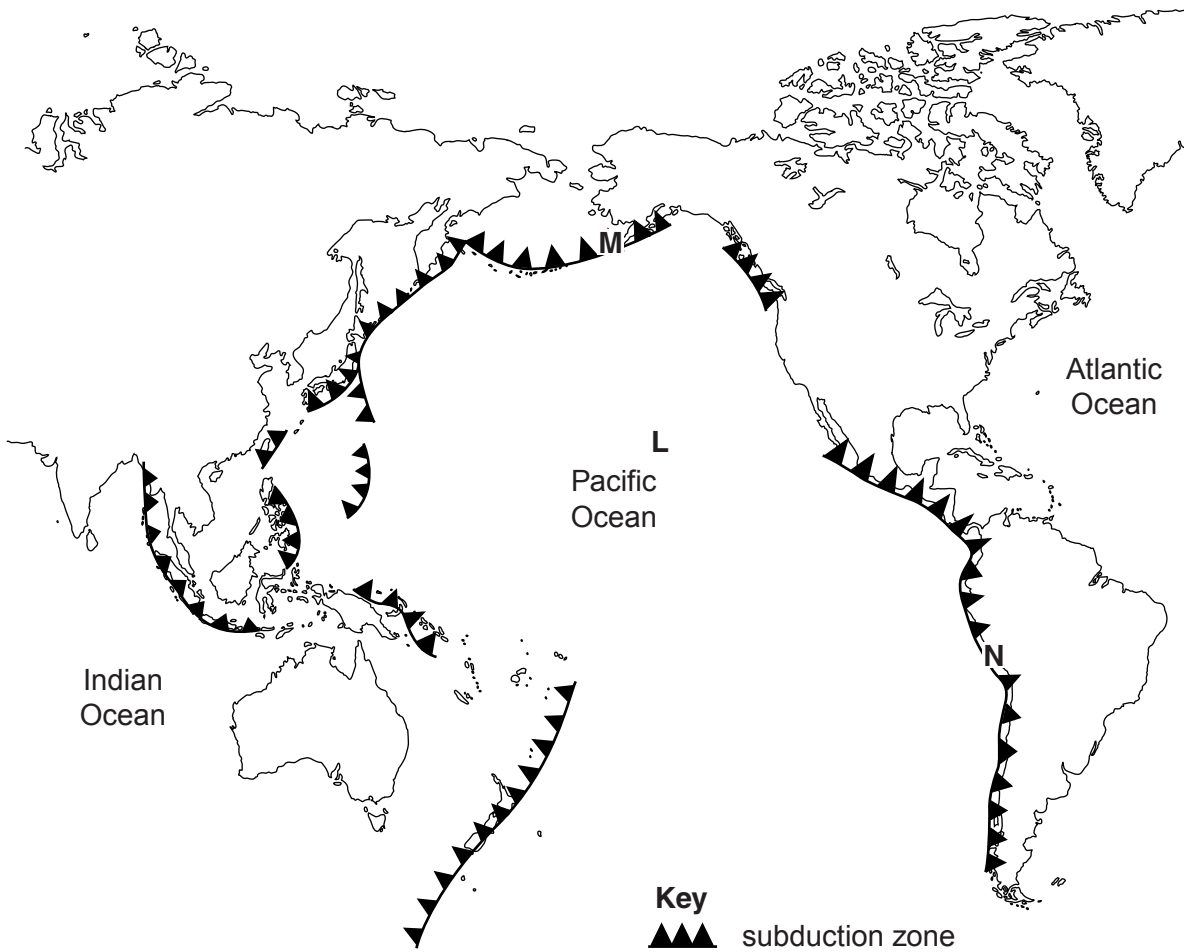 M
Atlantic
Ocean
L
Pacific
Ocean
N
Indian
Ocean
Key
subduction zone